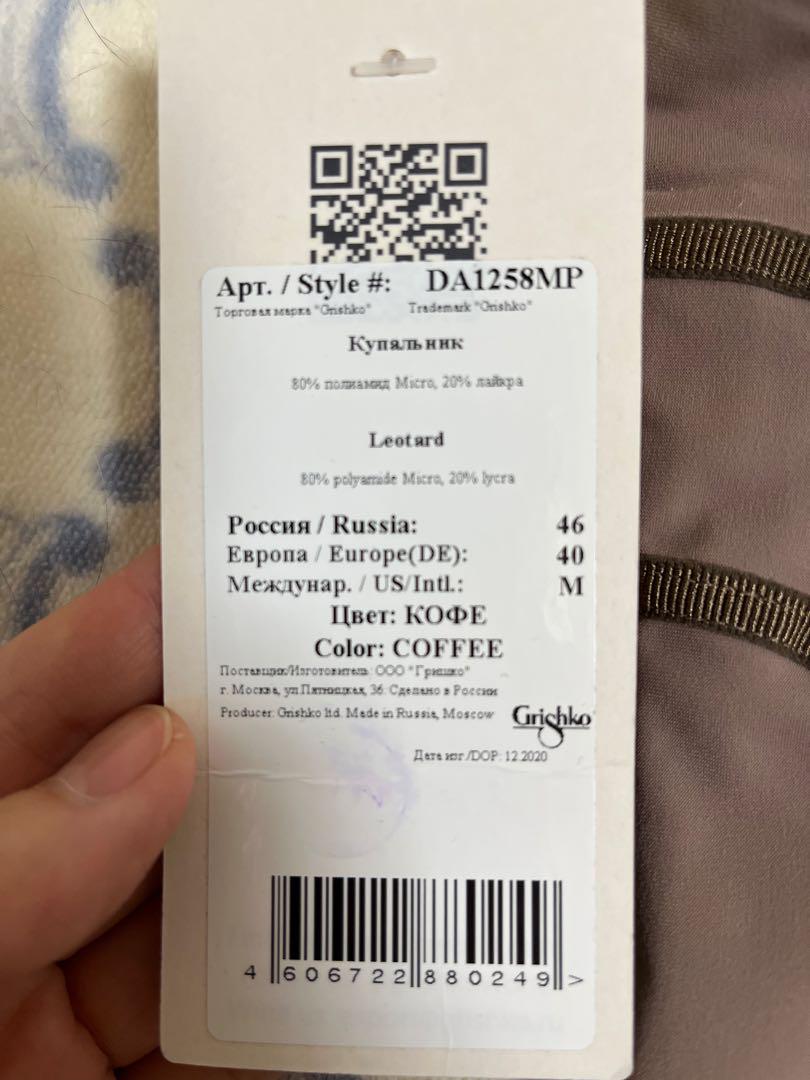 Арт. / Style #: DA1258MP
Торговая марка "Grishko" Trademark "Grishko"
Купальник
80% полиамид Micro, 20% лайкра
Leotard
80% polyamide Micro, 20% lycra
Россия / Russia: 46
Европа / Europe(DE): 40
Междунар. / US/Intl.: M
Цвет: КОФЕ
Color: COFFEE
Поставщик/Изготовитель: ООО "Гришко"
г. Москва, ул.Пятницкая, 36. Сделано в России
Producer: Grishko ltd. Made in Russia, Moscow Grishko
Дата изг./DOP: 12.2020
4 606722 880249 >